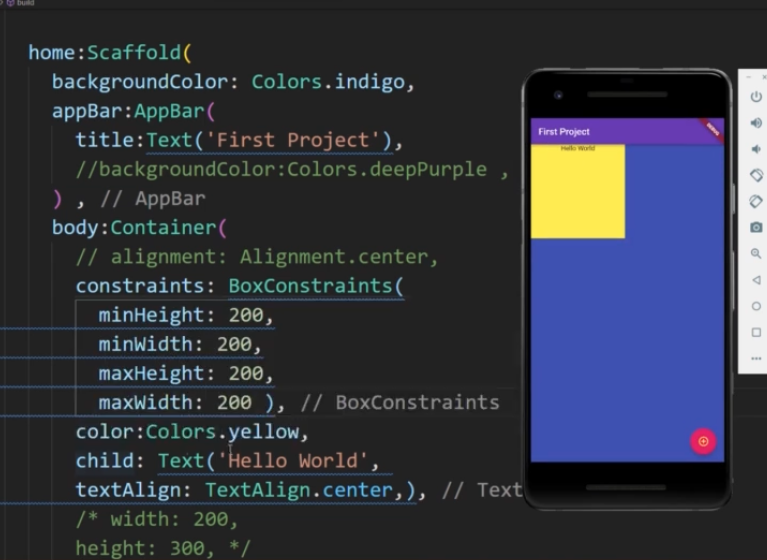 build
home:Scaffold(
backgroundColor: Colors.indigo,
appBar:AppBar(
title:Text('First Project'),
//backgroundColor:Colors.deepPurple ,
) , // AppBar
body:Container(
// alignment: Alignment.center,
constraints: BoxConstraints(
minHeight: 200,
minWidth: 200,
maxHeight: 200,
maxWidth: 200 ), // BoxConstraints
color:Colors.yellow,
child: Text('Hello World',
textAlign: TextAlign.center,), // Text
/* width: 200,
height: 300, */
First Project
DEBUG
Hello World